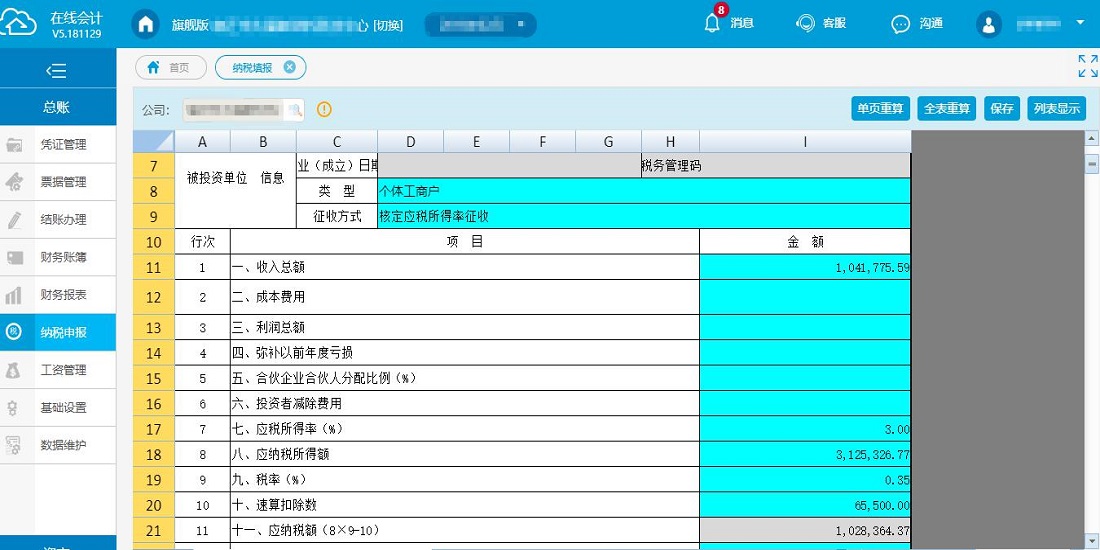 在线会计
V5.181129
旗舰版
心 [切换]
8
消息
客服
沟通
首页
纳税填报
总账
公司:
单页重算
全表重算
保存
列表显示
凭证管理
票据管理
结账办理
财务账簿
财务报表
税
纳税申报
工资管理
基础设置
数据维护
A B C D E F G H I
7 被投资单位 信息 业（成立）日期 税务管理码
8 类 型 个体工商户
9 征收方式 核定应税所得率征收
10 行次 项 目 金 额
11 1 一、收入总额 1,041,775.59
12 2 二、成本费用
13 3 三、利润总额
14 4 四、弥补以前年度亏损
15 5 五、合伙企业合伙人分配比例（%）
16 6 六、投资者减除费用
17 7 七、应税所得率（%） 3.00
18 8 八、应纳税所得额 3,125,326.77
19 9 九、税率（%） 0.35
20 10 十、速算扣除数 65,500.00
21 11 十一、应纳税额（8×9-10） 1,028,364.37